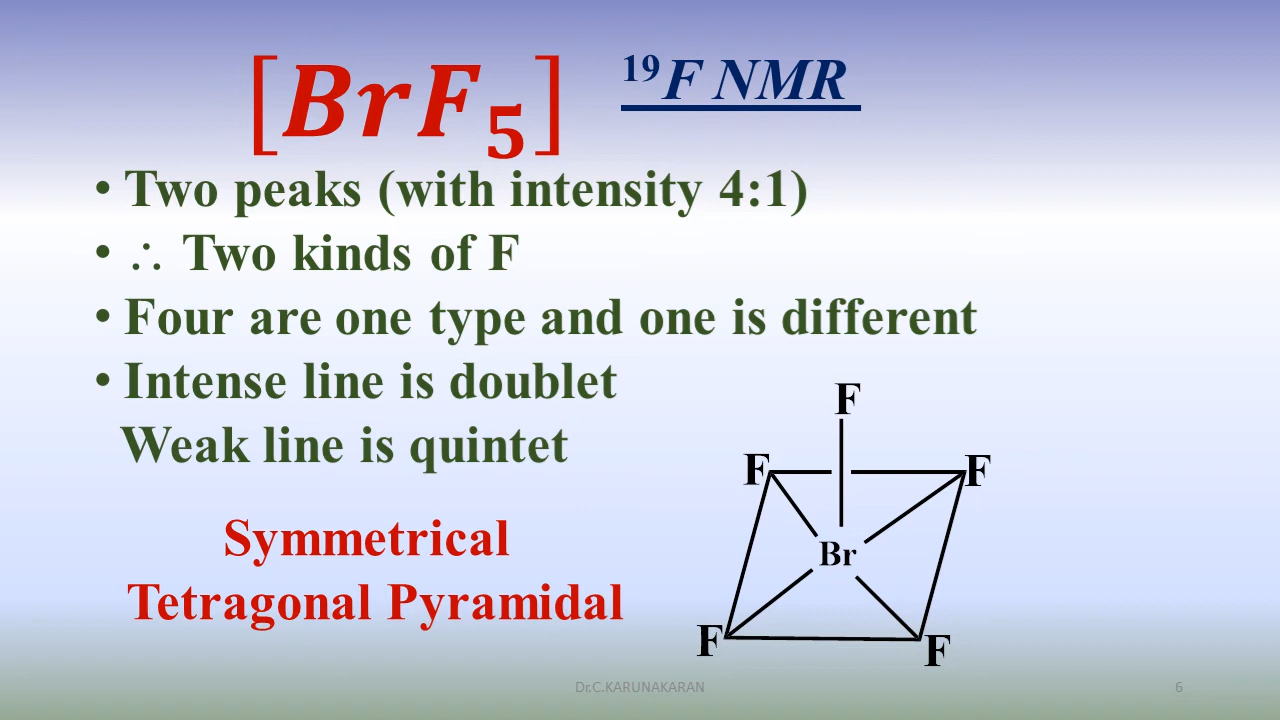 [BrF₅] ¹⁹F NMR
• Two peaks (with intensity 4:1)
• ∴ Two kinds of F
• Four are one type and one is different
• Intense line is doublet
Weak line is quintet
Symmetrical
Tetragonal Pyramidal
F
F F
Br
F F
Dr.C.KARUNAKARAN 6